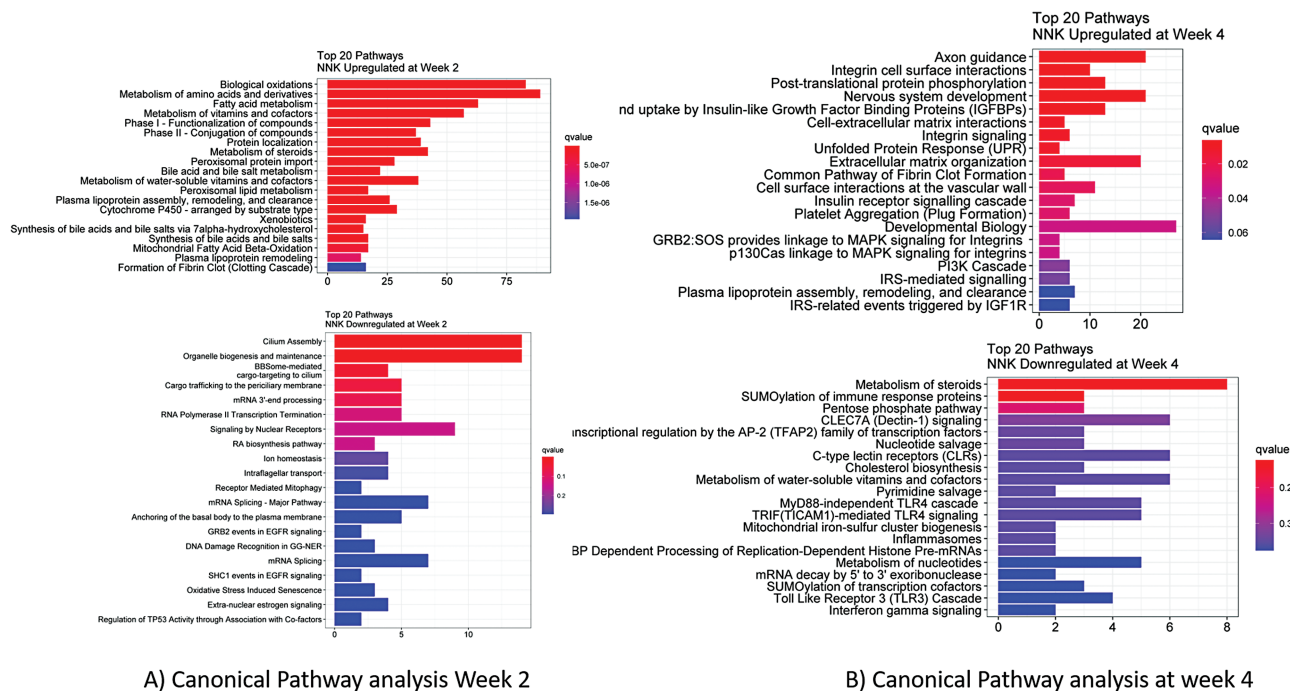 Top 20 Pathways
NNK Upregulated at Week 2
Biological oxidations
Metabolism of amino acids and derivatives
Fatty acid metabolism
Metabolism of vitamins and cofactors
Phase I - Functionalization of compounds
Phase II - Conjugation of compounds
Protein localization
Metabolism of steroids
Peroxisomal protein import
Bile acid and bile salt metabolism
Metabolism of water-soluble vitamins and cofactors
Peroxisomal lipid metabolism
Plasma lipoprotein assembly, remodeling, and clearance
Cytochrome P450 - arranged by substrate type
Xenobiotics
Synthesis of bile acids and bile salts via 7alpha-hydroxycholesterol
Synthesis of bile acids and bile salts
Mitochondrial Fatty Acid Beta-Oxidation
Plasma lipoprotein remodeling
Formation of Fibrin Clot (Clotting Cascade)
0 25 50 75
qvalue
5.0e-07
1.0e-06
1.5e-06
Top 20 Pathways
NNK Downregulated at Week 2
Cilium Assembly
Organelle biogenesis and maintenance
BBSome-mediated
cargo-targeting to cilium
Cargo trafficking to the periciliary membrane
mRNA 3'-end processing
RNA Polymerase II Transcription Termination
Signaling by Nuclear Receptors
RA biosynthesis pathway
Ion homeostasis
Intraflagellar transport
Receptor Mediated Mitophagy
mRNA Splicing - Major Pathway
Anchoring of the basal body to the plasma membrane
GRB2 events in EGFR signaling
DNA Damage Recognition in GG-NER
mRNA Splicing
SHC1 events in EGFR signaling
Oxidative Stress Induced Senescence
Extra-nuclear estrogen signaling
Regulation of TP53 Activity through Association with Co-factors
0 5 10
qvalue
0.1
0.2
A) Canonical Pathway analysis Week 2
Top 20 Pathways
NNK Upregulated at Week 4
Axon guidance
Integrin cell surface interactions
Post-translational protein phosphorylation
Nervous system development
nd uptake by Insulin-like Growth Factor Binding Proteins (IGFBPs)
Cell-extracellular matrix interactions
Integrin signaling
Unfolded Protein Response (UPR)
Extracellular matrix organization
Common Pathway of Fibrin Clot Formation
Cell surface interactions at the vascular wall
Insulin receptor signalling cascade
Platelet Aggregation (Plug Formation)
Developmental Biology
GRB2:SOS provides linkage to MAPK signaling for Integrins
p130Cas linkage to MAPK signaling for integrins
PI3K Cascade
IRS-mediated signalling
Plasma lipoprotein assembly, remodeling, and clearance
IRS-related events triggered by IGF1R
0 10 20
qvalue
0.02
0.04
0.06
Top 20 Pathways
NNK Downregulated at Week 4
Metabolism of steroids
SUMOylation of immune response proteins
Pentose phosphate pathway
CLEC7A (Dectin-1) signaling
nscriptional regulation by the AP-2 (TFAP2) family of transcription factors
Nucleotide salvage
C-type lectin receptors (CLRs)
Cholesterol biosynthesis
Metabolism of water-soluble vitamins and cofactors
Pyrimidine salvage
MyD88-independent TLR4 cascade
TRIF(TICAM1)-mediated TLR4 signaling
Mitochondrial iron-sulfur cluster biogenesis
Inflammasomes
BP Dependent Processing of Replication-Dependent Histone Pre-mRNAs
Metabolism of nucleotides
mRNA decay by 5' to 3' exoribonuclease
SUMOylation of transcription cofactors
Toll Like Receptor 3 (TLR3) Cascade
Interferon gamma signaling
0 2 4 6 8
qvalue
0.2
0.3
B) Canonical Pathway analysis at week 4